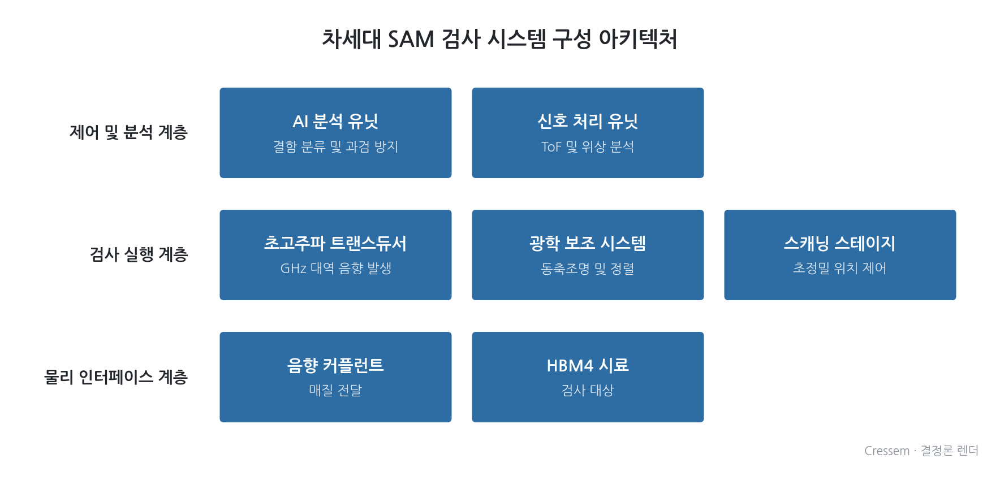 차세대 SAM 검사 시스템 구성 아키텍처
제어 및 분석 계층
AI 분석 유닛
결함 분류 및 과검 방지
신호 처리 유닛
ToF 및 위상 분석
검사 실행 계층
초고주파 트랜스듀서
GHz 대역 음향 발생
광학 보조 시스템
동축조명 및 정렬
스캐닝 스테이지
초정밀 위치 제어
물리 인터페이스 계층
음향 커플런트
매질 전달
HBM4 시료
검사 대상
Cressem · 결정론 렌더